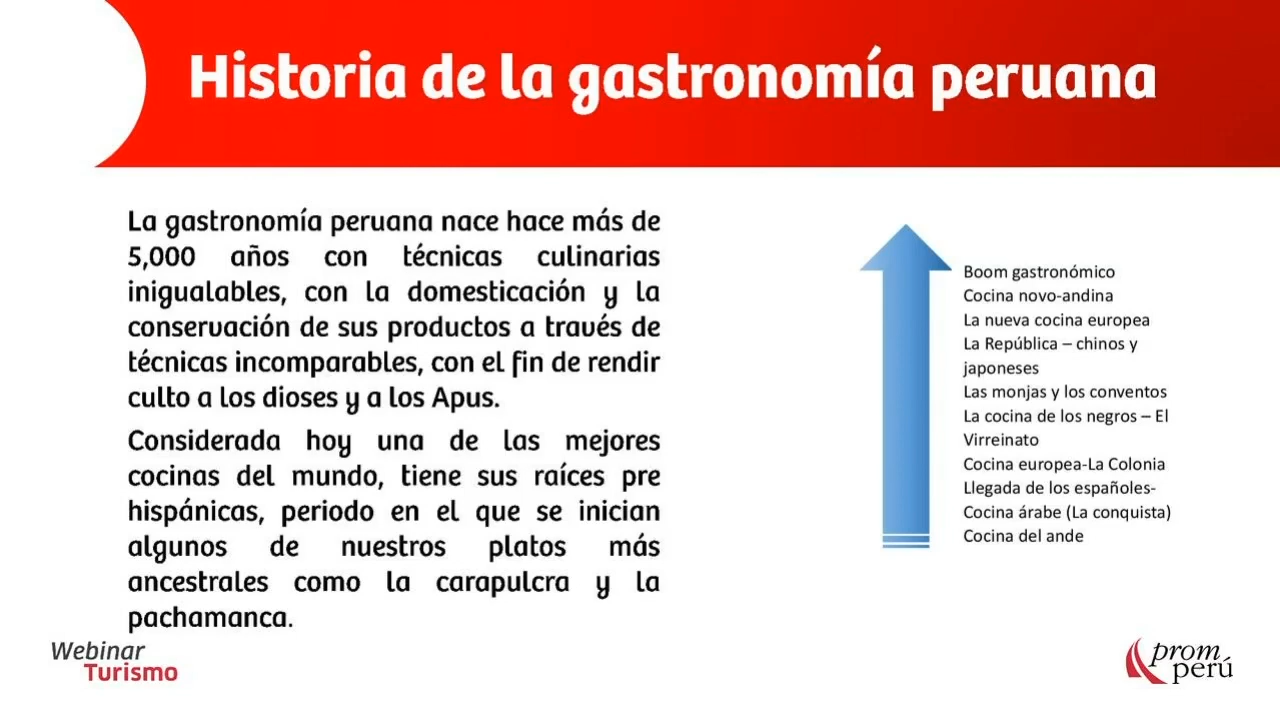 Historia de la gastronomía peruana
La gastronomía peruana nace hace más de
5,000 años con técnicas culinarias
inigualables, con la domesticación y la
conservación de sus productos a través de
técnicas incomparables, con el fin de rendir
culto a los dioses y a los Apus.
Considerada hoy una de las mejores
cocinas del mundo, tiene sus raíces pre
hispánicas, periodo en el que se inician
algunos de nuestros platos más
ancestrales como la carapulcra y la
pachamanca.
Boom gastronómico
Cocina novo-andina
La nueva cocina europea
La República – chinos y
japoneses
Las monjas y los conventos
La cocina de los negros – El
Virreinato
Cocina europea-La Colonia
Llegada de los españoles-
Cocina árabe (La conquista)
Cocina del ande
Webinar
Turismo
prom
perú